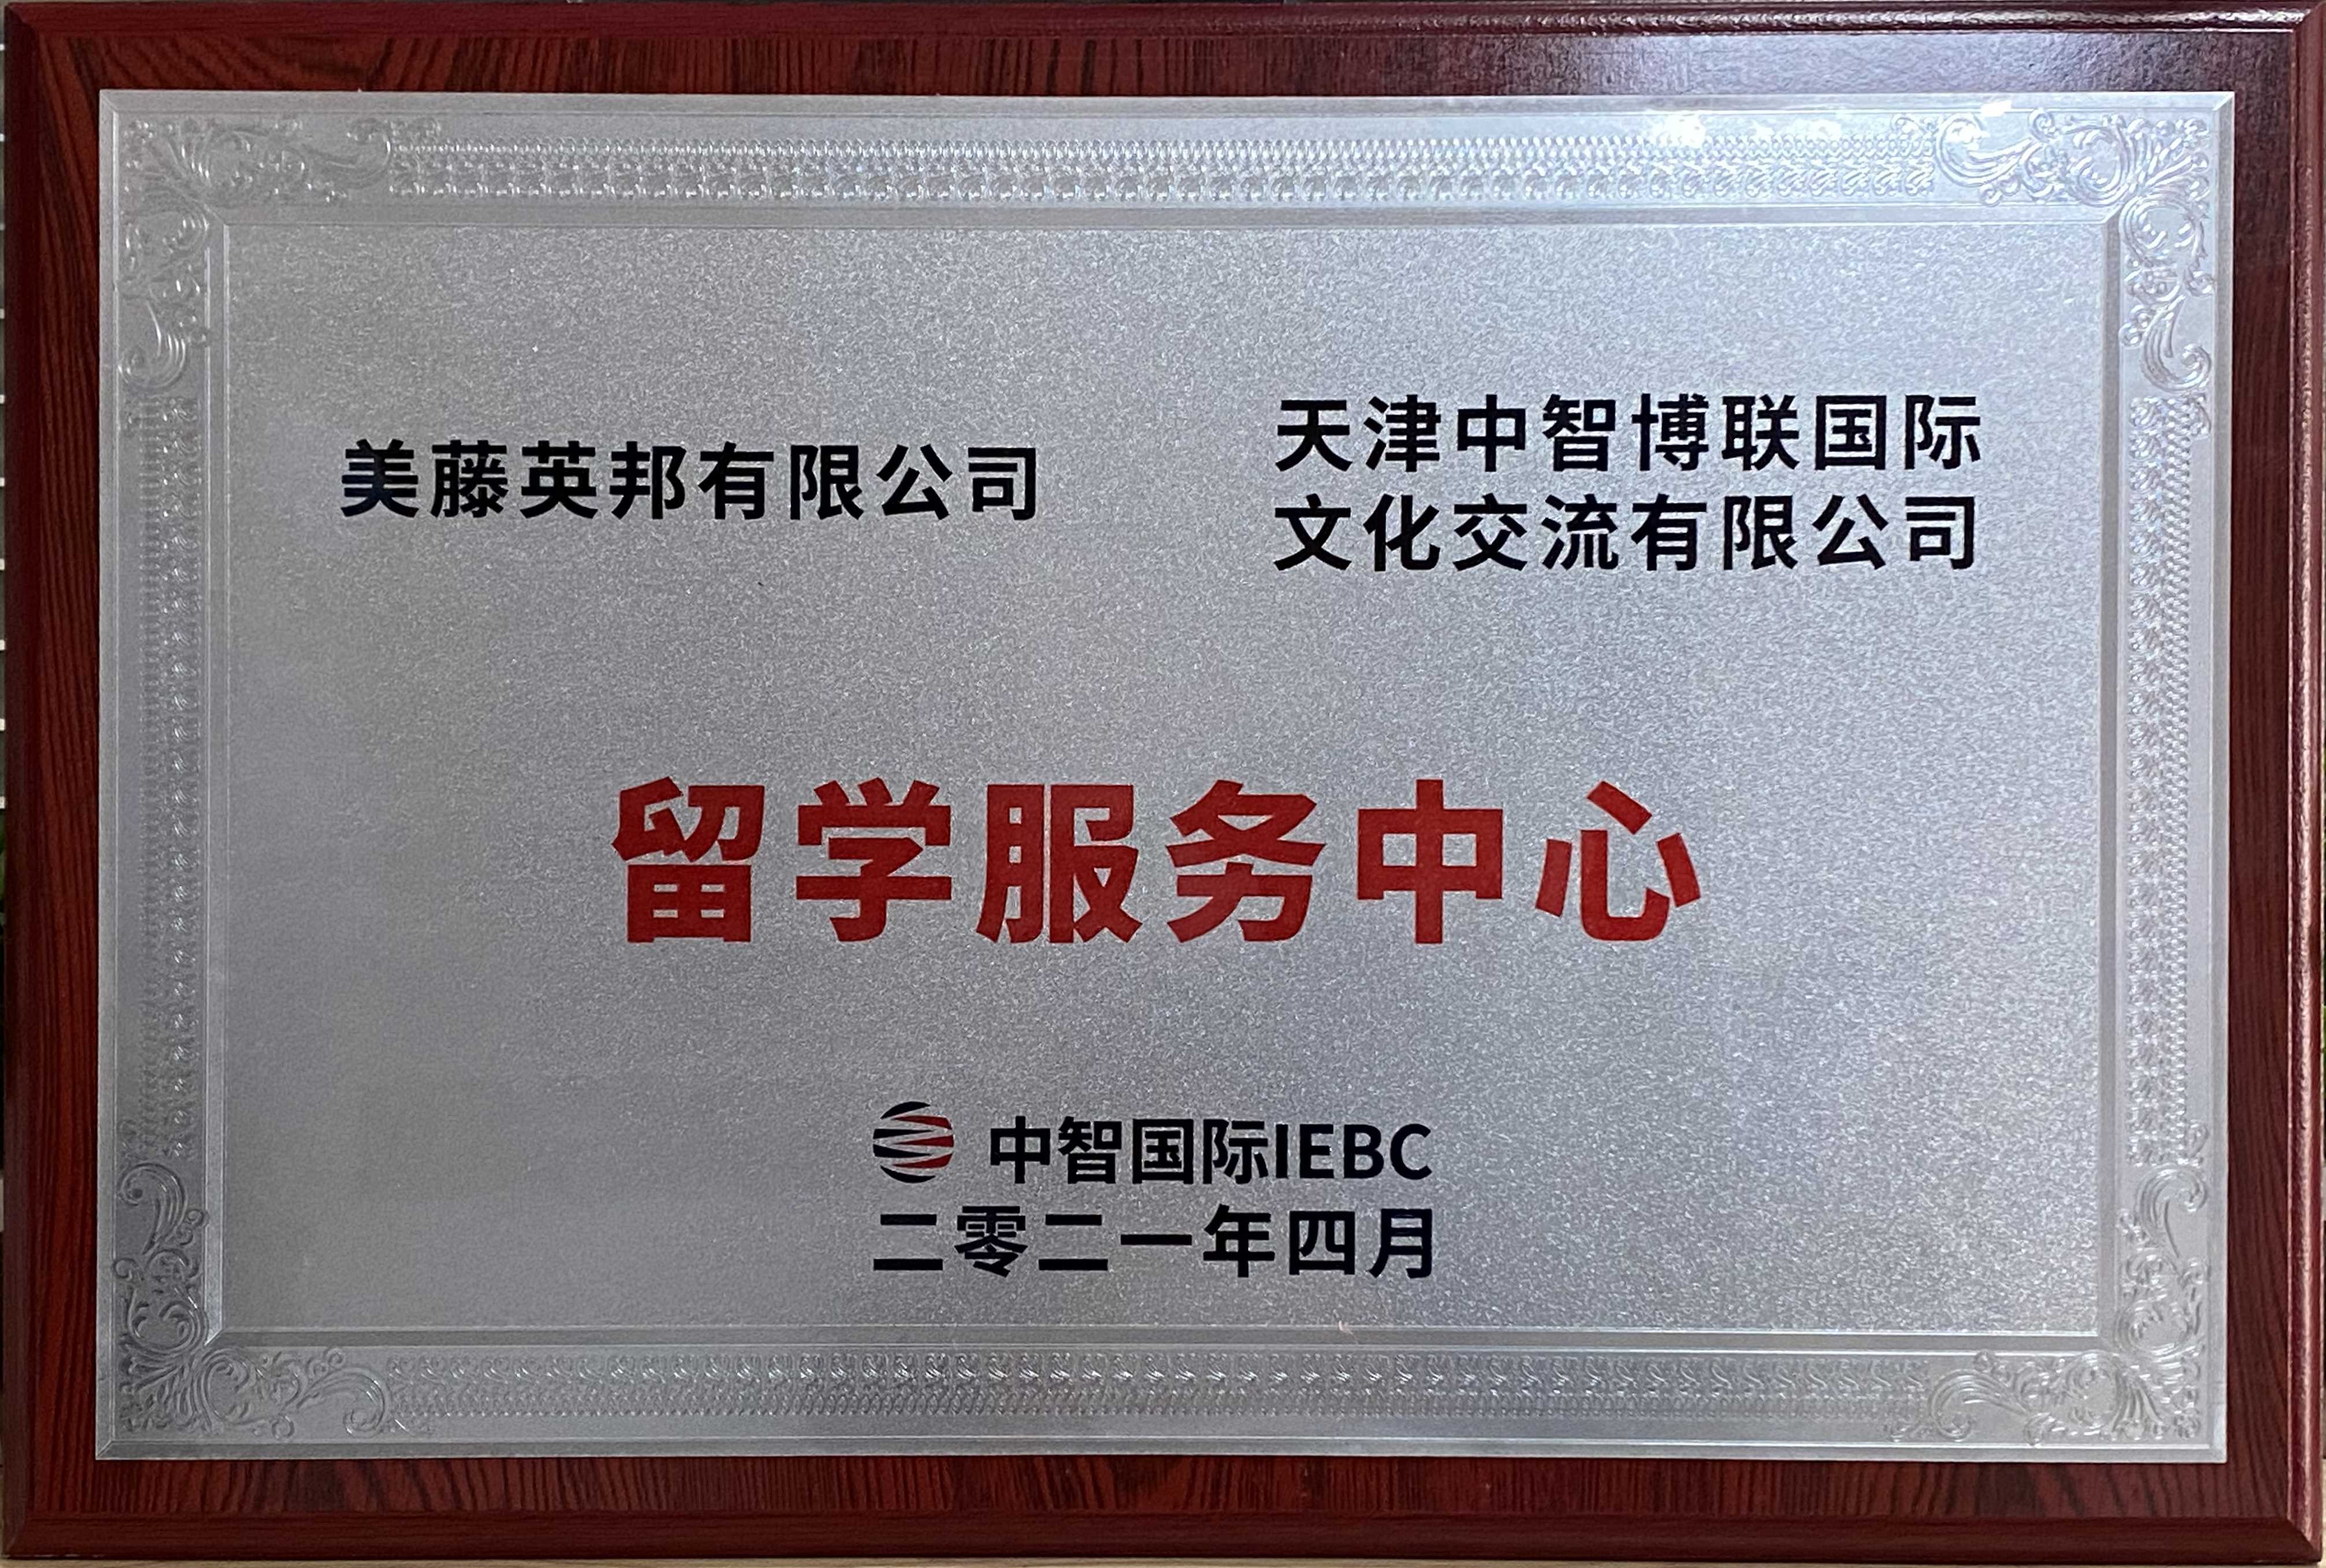 美藤英邦有限公司
天津中智博联国际
文化交流有限公司
留学服务中心
中智国际IEBC
二零二一年四月